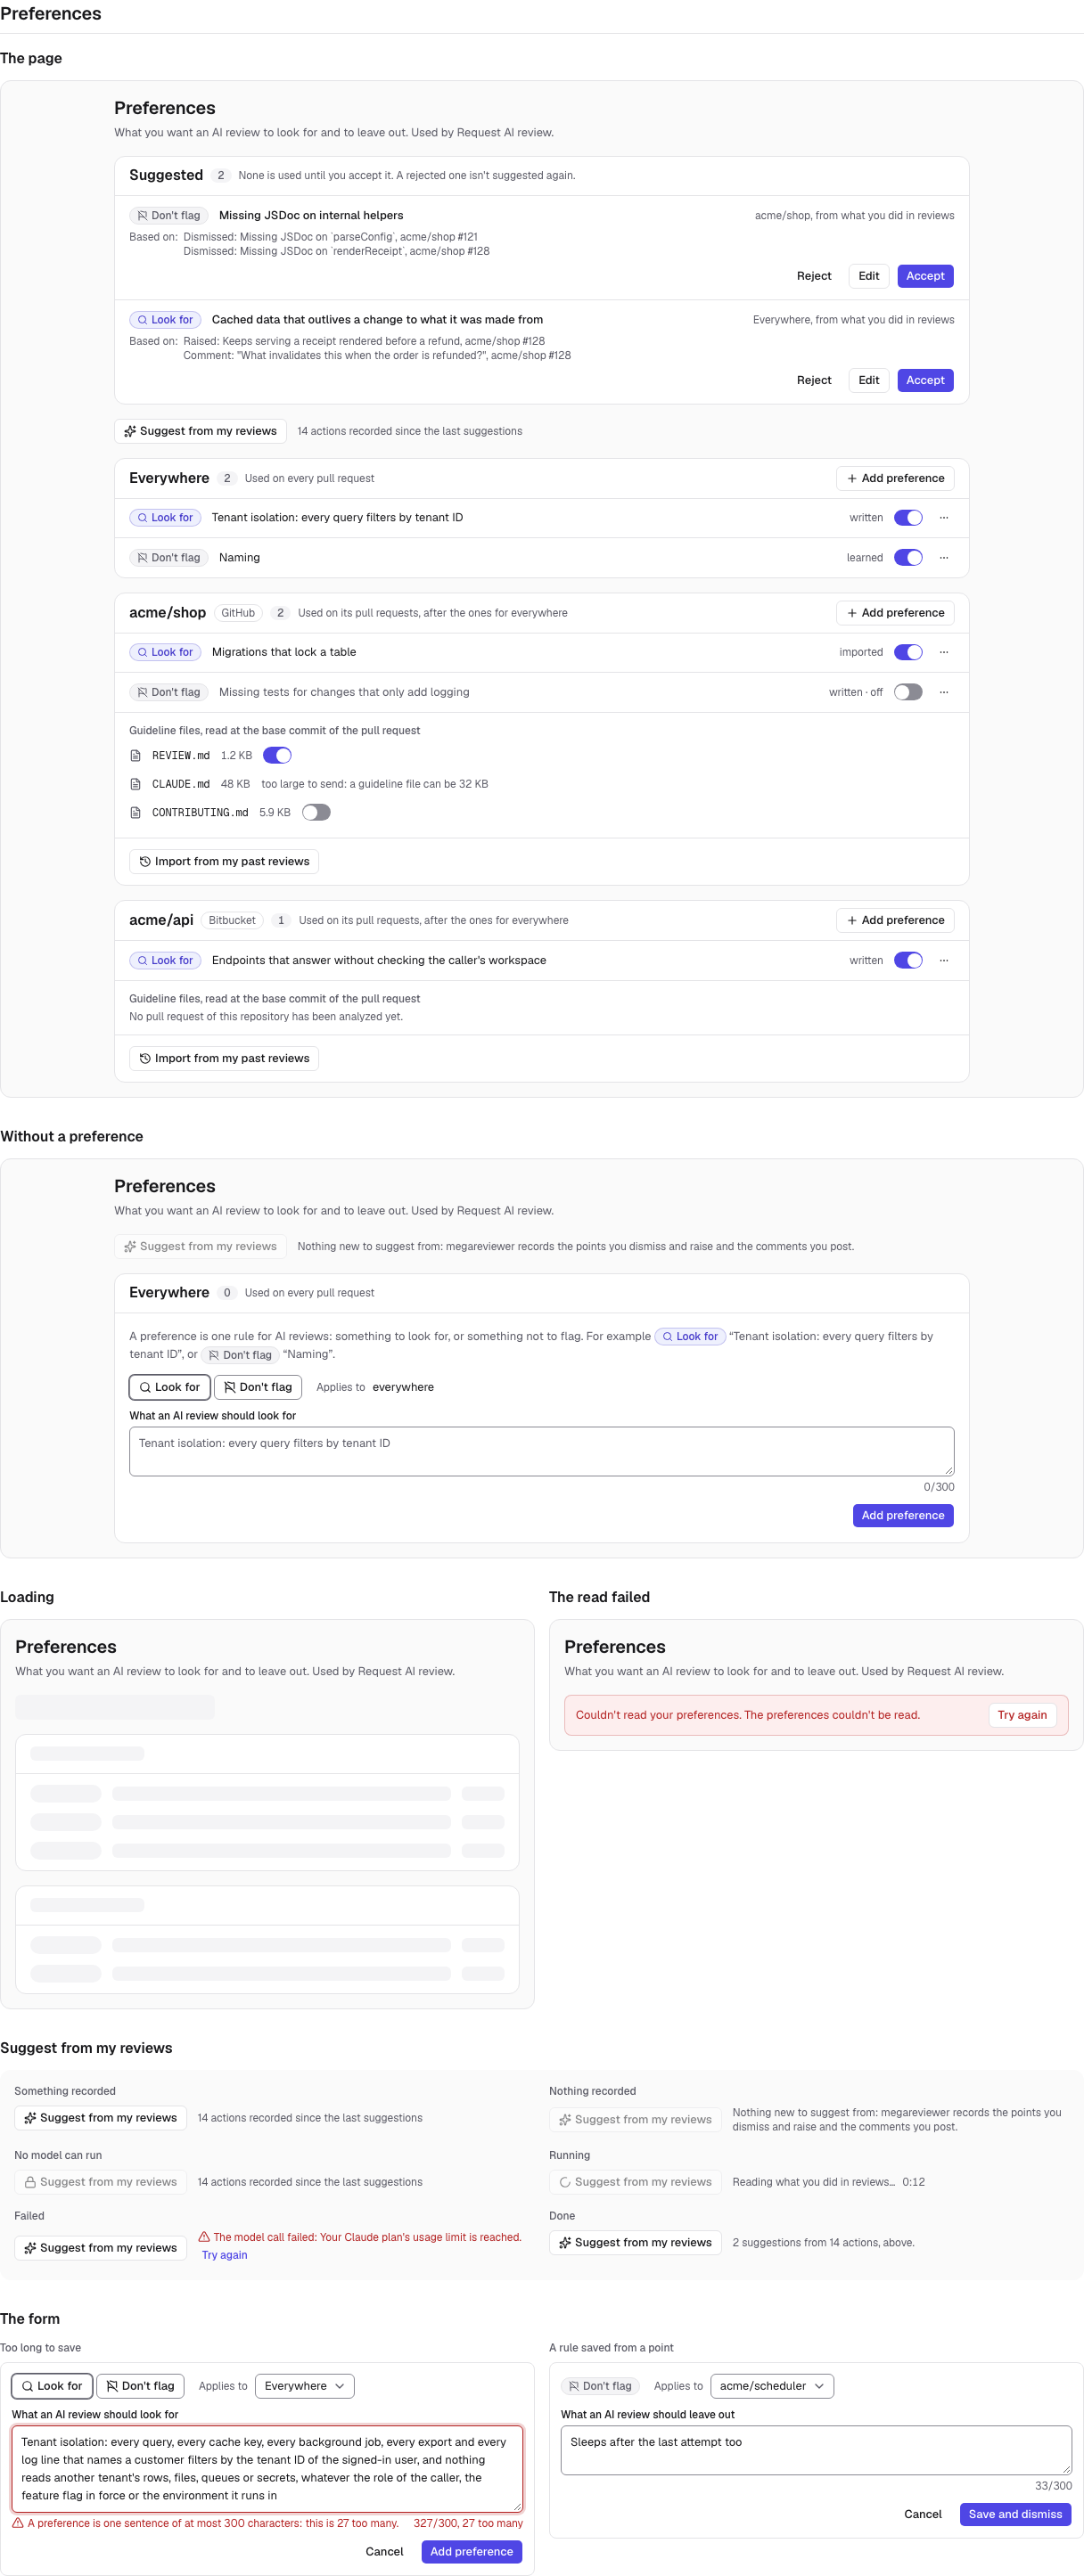 Preferences
The page
Preferences
What you want an AI review to look for and to leave out. Used by Request AI review.
Suggested 2 None is used until you accept it. A rejected one isn't suggested again.
Don't flag Missing JSDoc on internal helpers acme/shop, from what you did in reviews
Based on: Dismissed: Missing JSDoc on `parseConfig`, acme/shop #121
Dismissed: Missing JSDoc on `renderReceipt`, acme/shop #128
Reject Edit Accept
Look for Cached data that outlives a change to what it was made from Everywhere, from what you did in reviews
Based on: Raised: Keeps serving a receipt rendered before a refund, acme/shop #128
Comment: "What invalidates this when the order is refunded?", acme/shop #128
Reject Edit Accept
Suggest from my reviews 14 actions recorded since the last suggestions
Everywhere 2 Used on every pull request + Add preference
Look for Tenant isolation: every query filters by tenant ID written ...
Don't flag Naming learned ...
acme/shop GitHub 2 Used on its pull requests, after the ones for everywhere + Add preference
Look for Migrations that lock a table imported ...
Don't flag Missing tests for changes that only add logging written · off ...
Guideline files, read at the base commit of the pull request
REVIEW.md 1.2 KB
CLAUDE.md 48 KB too large to send: a guideline file can be 32 KB
CONTRIBUTING.md 5.9 KB
Import from my past reviews
acme/api Bitbucket 1 Used on its pull requests, after the ones for everywhere + Add preference
Look for Endpoints that answer without checking the caller's workspace written ...
Guideline files, read at the base commit of the pull request
No pull request of this repository has been analyzed yet.
Import from my past reviews
Without a preference
Preferences
What you want an AI review to look for and to leave out. Used by Request AI review.
Suggest from my reviews Nothing new to suggest from: megareviewer records the points you dismiss and raise and the comments you post.
Everywhere 0 Used on every pull request
A preference is one rule for AI reviews: something to look for, or something not to flag. For example Look for “Tenant isolation: every query filters by
tenant ID”, or Don't flag “Naming”.
Look for Don't flag Applies to everywhere
What an AI review should look for
Tenant isolation: every query filters by tenant ID
0/300
Add preference
Loading
Preferences
What you want an AI review to look for and to leave out. Used by Request AI review.
The read failed
Preferences
What you want an AI review to look for and to leave out. Used by Request AI review.
Couldn't read your preferences. The preferences couldn't be read. Try again
Suggest from my reviews
Something recorded
Suggest from my reviews 14 actions recorded since the last suggestions
Nothing recorded
Suggest from my reviews Nothing new to suggest from: megareviewer records the points you
dismiss and raise and the comments you post.
No model can run
Suggest from my reviews 14 actions recorded since the last suggestions
Running
Suggest from my reviews Reading what you did in reviews... 0:12
Failed
Suggest from my reviews The model call failed: Your Claude plan's usage limit is reached.
Try again
Done
Suggest from my reviews 2 suggestions from 14 actions, above.
The form
Too long to save
Look for Don't flag Applies to Everywhere
What an AI review should look for
Tenant isolation: every query, every cache key, every background job, every export and every
log line that names a customer filters by the tenant ID of the signed-in user, and nothing
reads another tenant's rows, files, queues or secrets, whatever the role of the caller, the
feature flag in force or the environment it runs in
A preference is one sentence of at most 300 characters: this is 27 too many. 327/300, 27 too many
Cancel Add preference
A rule saved from a point
Don't flag Applies to acme/scheduler
What an AI review should leave out
Sleeps after the last attempt too
33/300
Cancel Save and dismiss